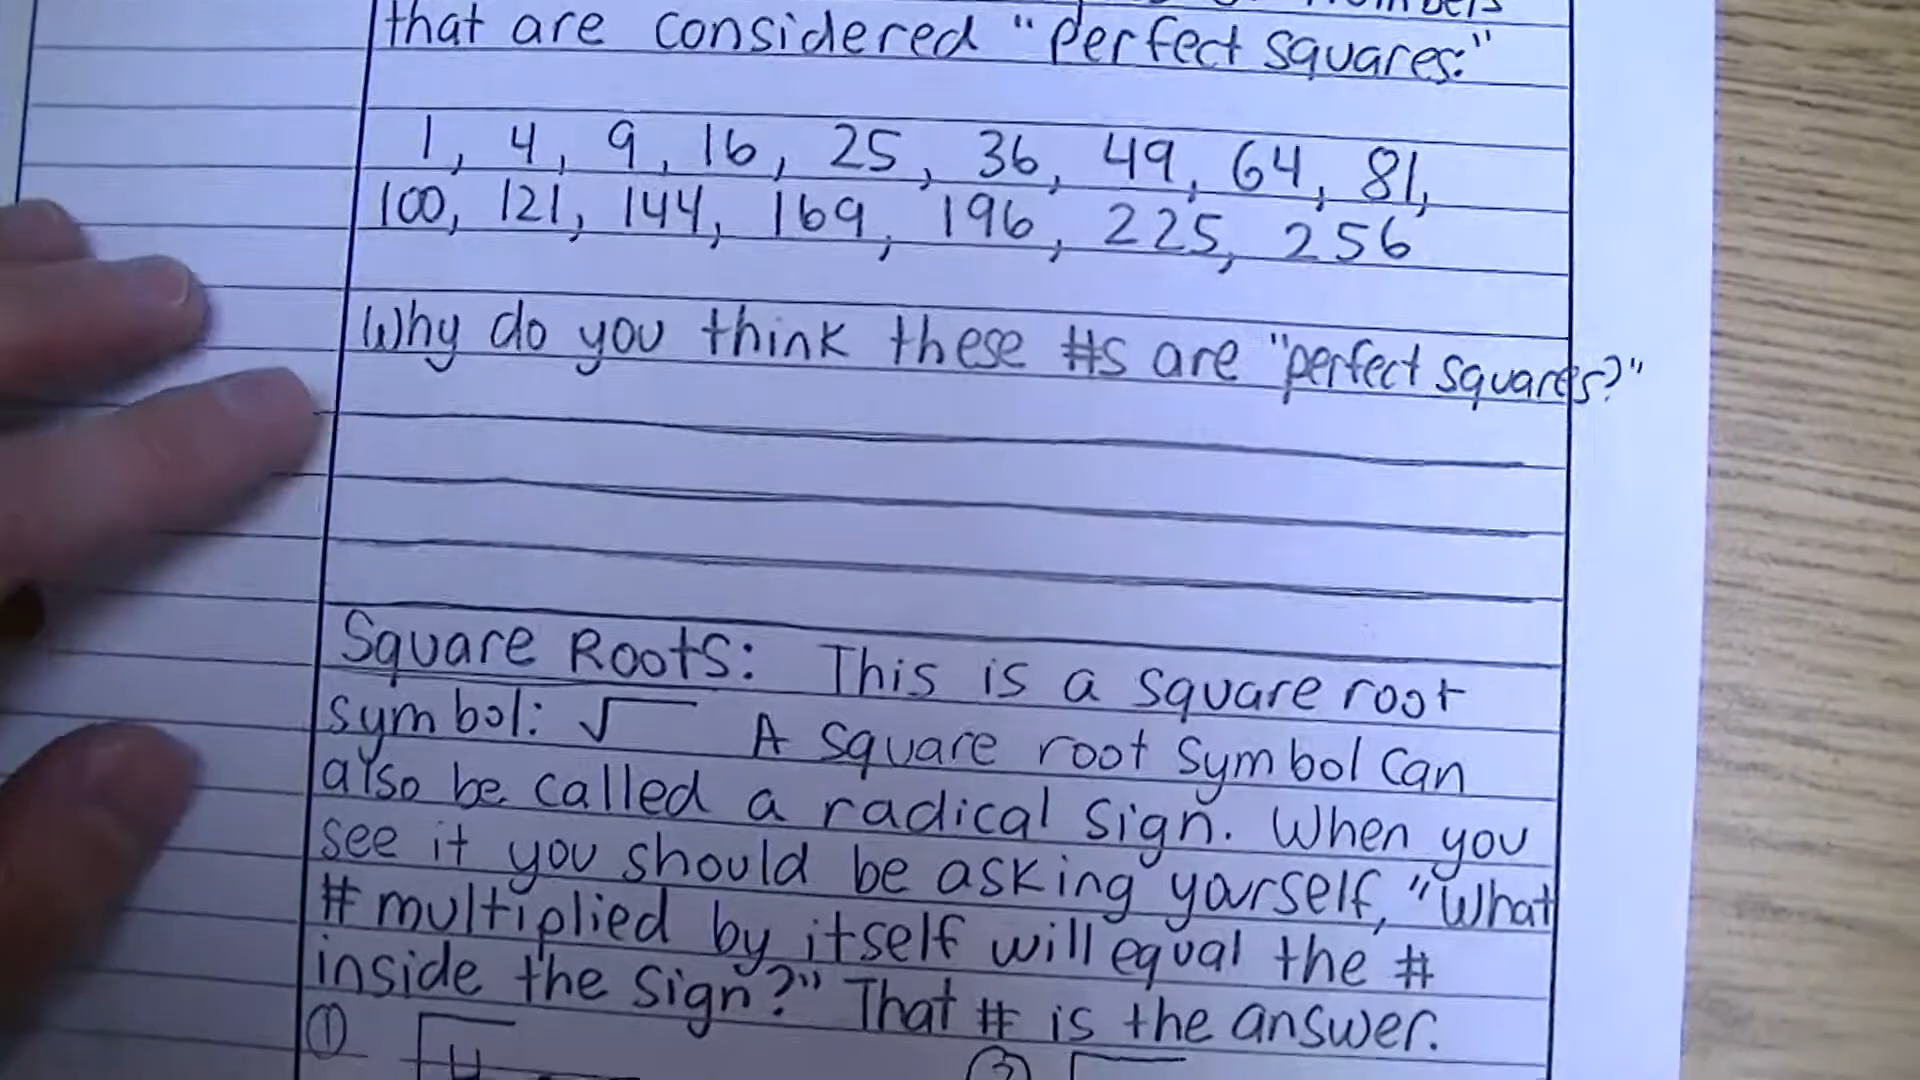 that are considered "perfect squares:"
1, 4, 9, 16, 25, 36, 49, 64, 81,
100, 121, 144, 169, 196, 225, 256
Why do you think these #s are "perfect squares?"
Square Roots: This is a square root
symbol: √ A square root symbol can
also be called a radical sign. When you
see it you should be asking yourself, "What
# multiplied by itself will equal the #
inside the sign?" That # is the answer.
① √4 ②